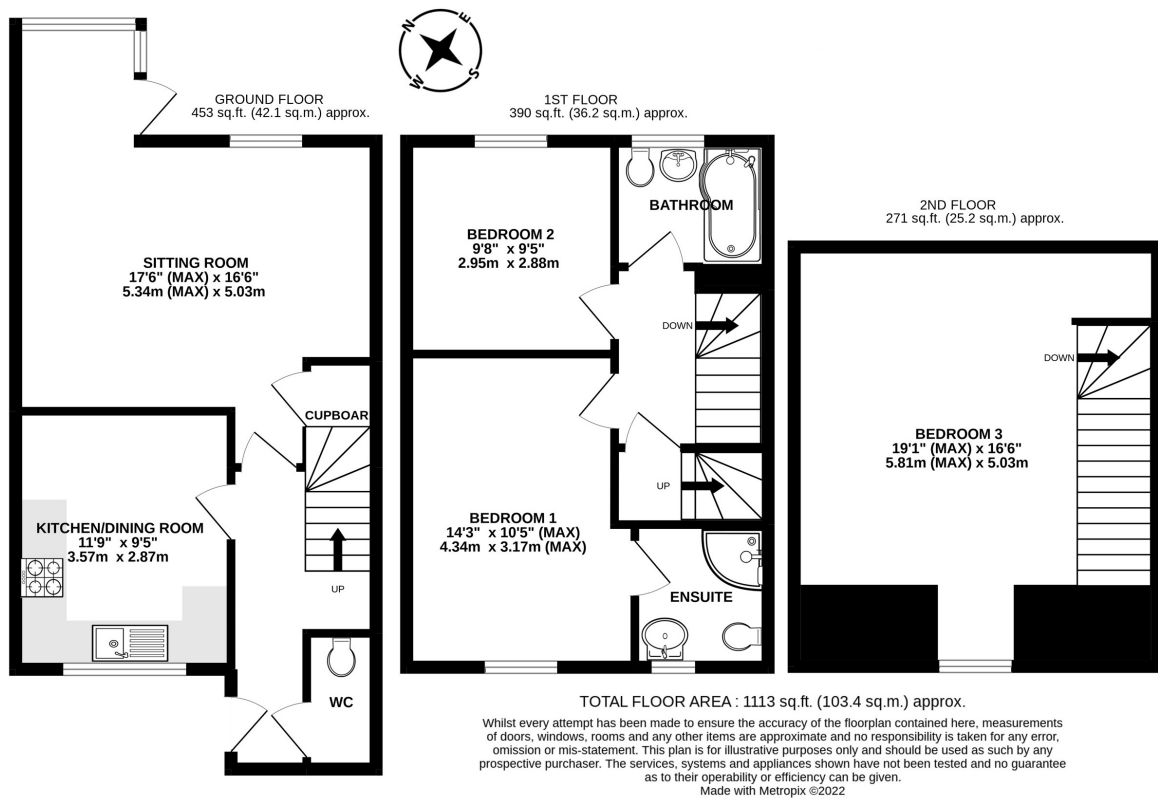 N
E
S
W
GROUND FLOOR
453 sq.ft. (42.1 sq.m.) approx.
SITTING ROOM
17'6" (MAX) x 16'6"
5.34m (MAX) x 5.03m
CUPBOAR
KITCHEN/DINING ROOM
11'9" x 9'5"
3.57m x 2.87m
UP
WC
1ST FLOOR
390 sq.ft. (36.2 sq.m.) approx.
BATHROOM
BEDROOM 2
9'8" x 9'5"
2.95m x 2.88m
DOWN
UP
BEDROOM 1
14'3" x 10'5" (MAX)
4.34m x 3.17m (MAX)
ENSUITE
2ND FLOOR
271 sq.ft. (25.2 sq.m.) approx.
DOWN
BEDROOM 3
19'1" (MAX) x 16'6"
5.81m (MAX) x 5.03m
TOTAL FLOOR AREA : 1113 sq.ft. (103.4 sq.m.) approx.
Whilst every attempt has been made to ensure the accuracy of the floorplan contained here, measurements
of doors, windows, rooms and any other items are approximate and no responsibility is taken for any error,
omission or mis-statement. This plan is for illustrative purposes only and should be used as such by any
prospective purchaser. The services, systems and appliances shown have not been tested and no guarantee
as to their operability or efficiency can be given.
Made with Metropix ©2022